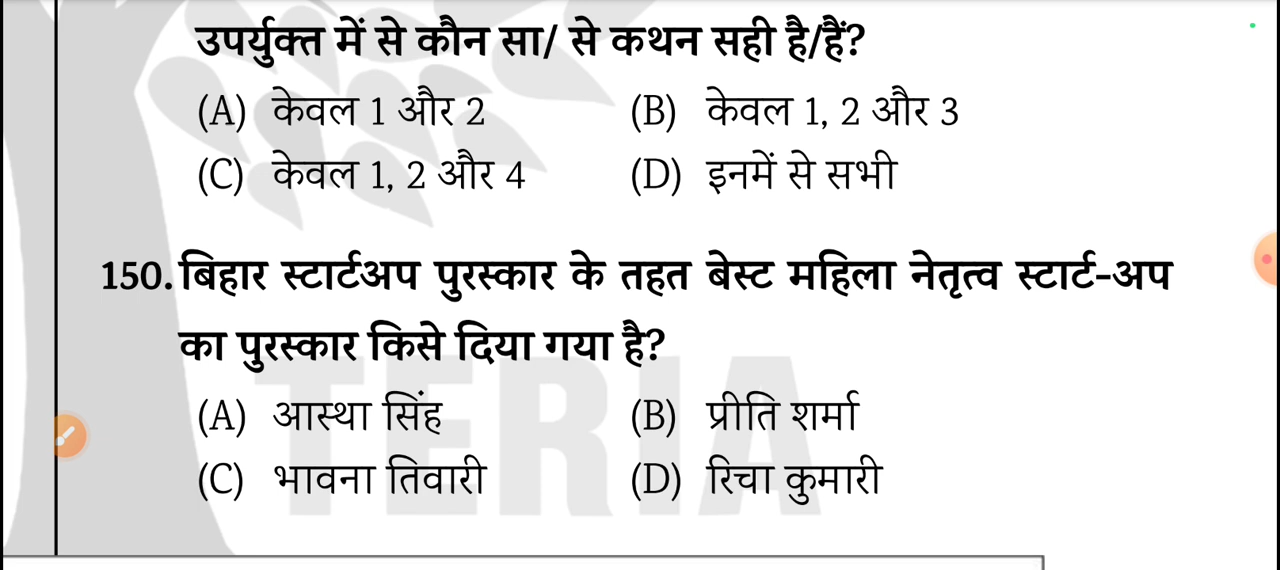 उपर्युक्त में से कौन सा/ से कथन सही है/हैं?
(A) केवल 1 और 2 (B) केवल 1, 2 और 3
(C) केवल 1, 2 और 4 (D) इनमें से सभी
150. बिहार स्टार्टअप पुरस्कार के तहत बेस्ट महिला नेतृत्व स्टार्ट-अप
का पुरस्कार किसे दिया गया है?
(A) आस्था सिंह (B) प्रीति शर्मा
(C) भावना तिवारी (D) रिचा कुमारी
TERIA